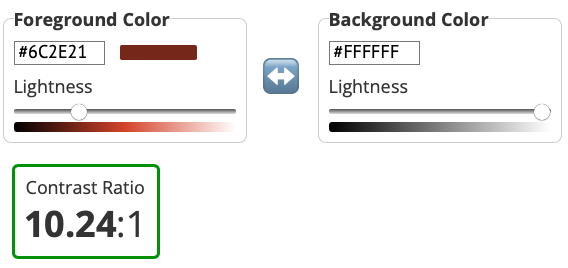 Foreground Color
#6C2E21
Lightness
Background Color
#FFFFFF
Lightness
Contrast Ratio
10.24:1